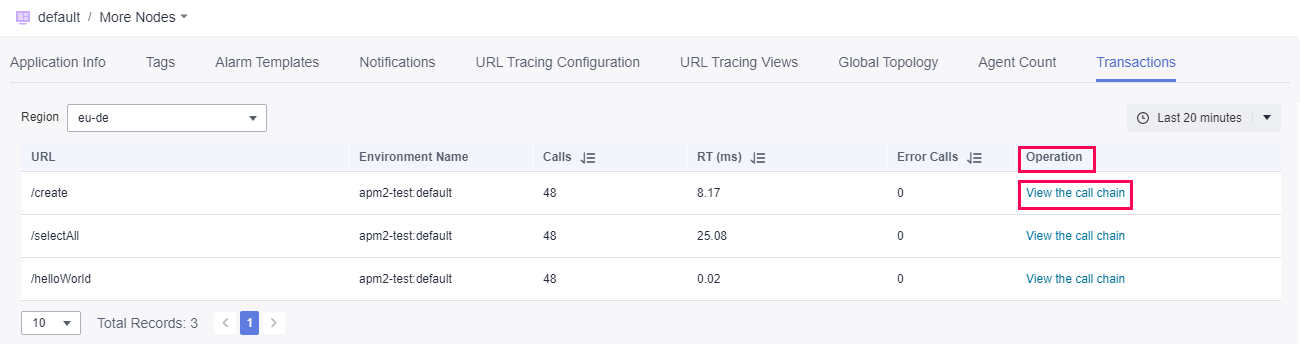 default / More Nodes
Application Info Tags Alarm Templates Notifications URL Tracing Configuration URL Tracing Views Global Topology Agent Count Transactions
Region eu-de Last 20 minutes
URL Environment Name Calls RT (ms) Error Calls Operation
/create apm2-test:default 48 8.17 0 View the call chain
/selectAll apm2-test:default 48 25.08 0 View the call chain
/helloWorld apm2-test:default 48 0.02 0 View the call chain
10 Total Records: 3 < 1 >